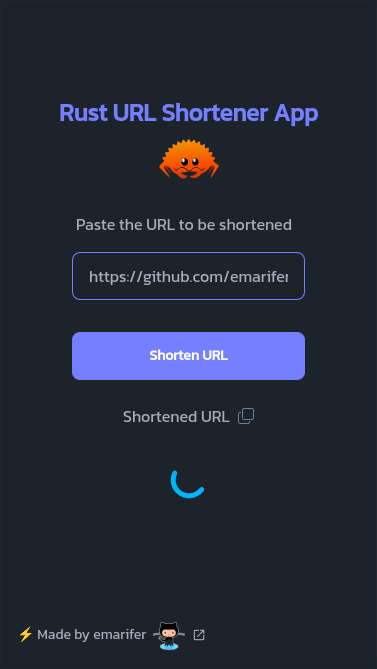 Rust URL Shortener App
Paste the URL to be shortened
https://github.com/emarifer
Shorten URL
Shortened URL
⚡ Made by emarifer